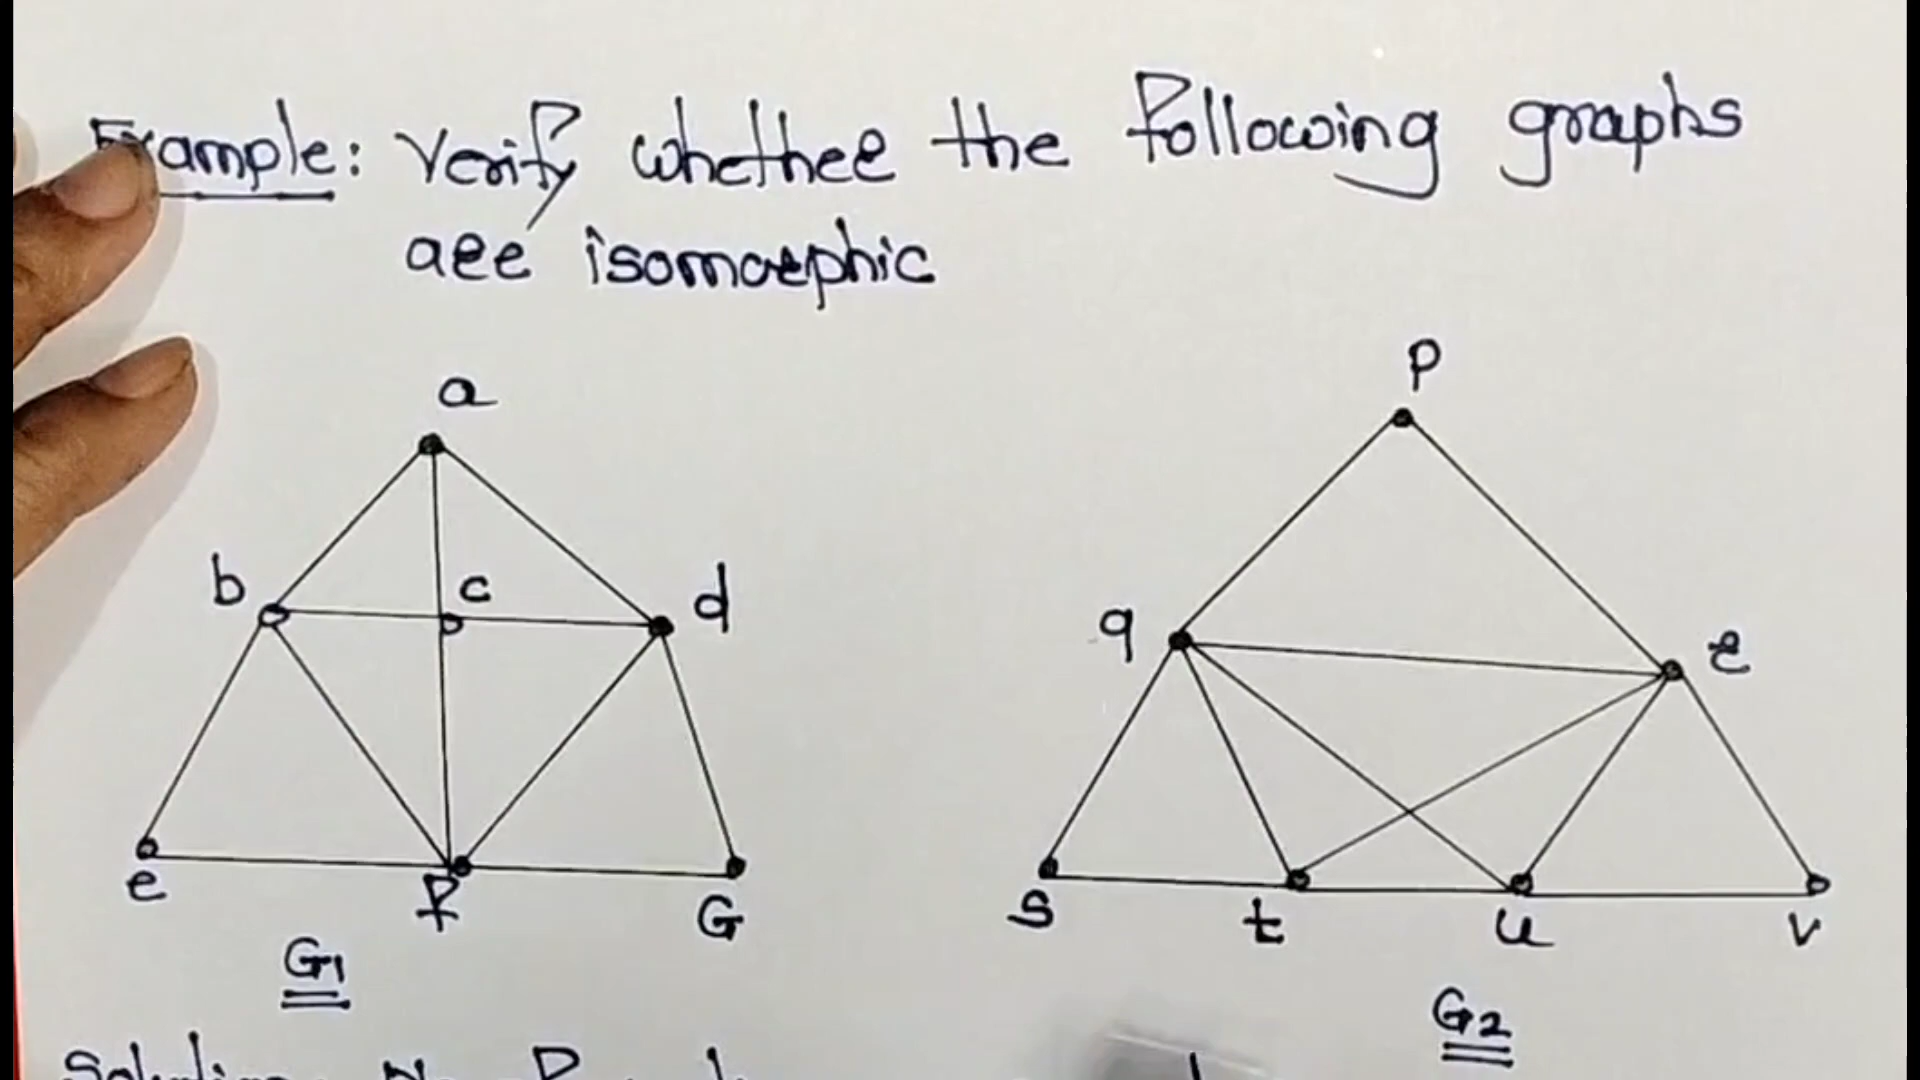 Example: Verify whether the following graphs
are isomorphic
a
p
b
c
d
q
r
e
f
G
s
t
u
v
G1
G2